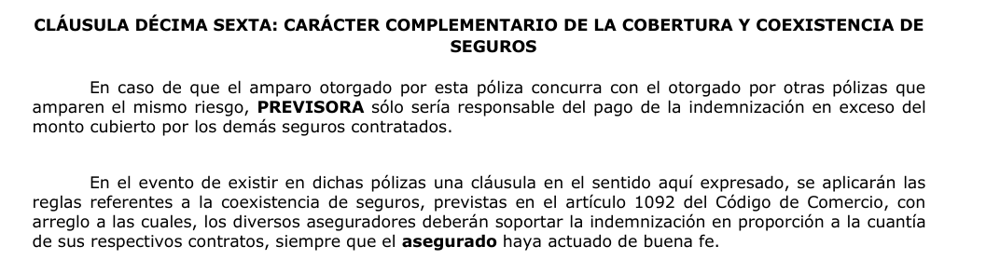 CLÁUSULA DÉCIMA SEXTA: CARÁCTER COMPLEMENTARIO DE LA COBERTURA Y COEXISTENCIA DE
SEGUROS
En caso de que el amparo otorgado por esta póliza concurra con el otorgado por otras pólizas que
amparen el mismo riesgo, PREVISORA sólo sería responsable del pago de la indemnización en exceso del
monto cubierto por los demás seguros contratados.
En el evento de existir en dichas pólizas una cláusula en el sentido aquí expresado, se aplicarán las
reglas referentes a la coexistencia de seguros, previstas en el artículo 1092 del Código de Comercio, con
arreglo a las cuales, los diversos aseguradores deberán soportar la indemnización en proporción a la cuantía
de sus respectivos contratos, siempre que el asegurado haya actuado de buena fe.